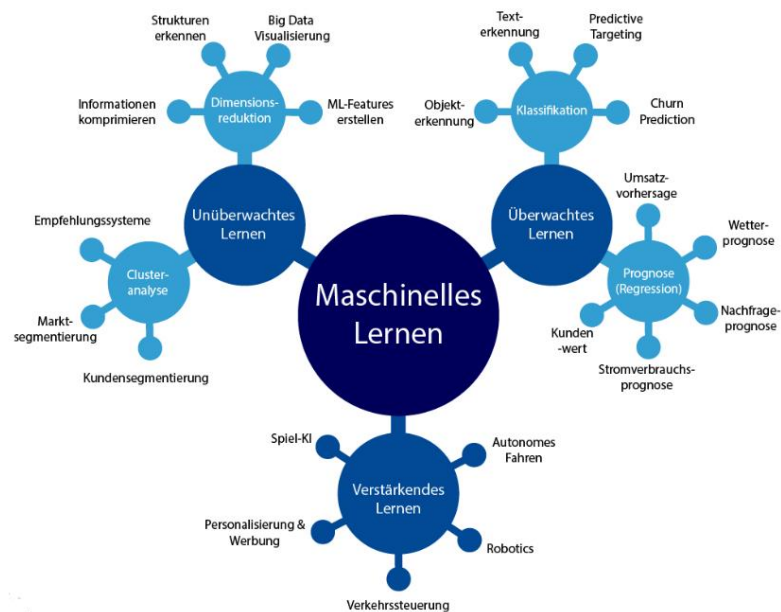 Strukturen
erkennen
Big Data
Visualisierung
Informationen
komprimieren
Dimensions-
reduktion
ML-Features
erstellen
Text-
erkennung
Predictive
Targeting
Objekt-
erkennung
Klassifikation
Churn
Prediction
Unüberwachtes
Lernen
Überwachtes
Lernen
Empfehlungssysteme
Cluster-
analyse
Markt-
segmentierung
Kundensegmentierung
Maschinelles
Lernen
Umsatz-
vorhersage
Wetter-
prognose
Prognose
(Regression)
Nachfrage-
prognose
Kunden
-wert
Stromverbrauchs-
prognose
Spiel-KI
Autonomes
Fahren
Verstärkendes
Lernen
Personalisierung &
Werbung
Robotics
Verkehrssteuerung